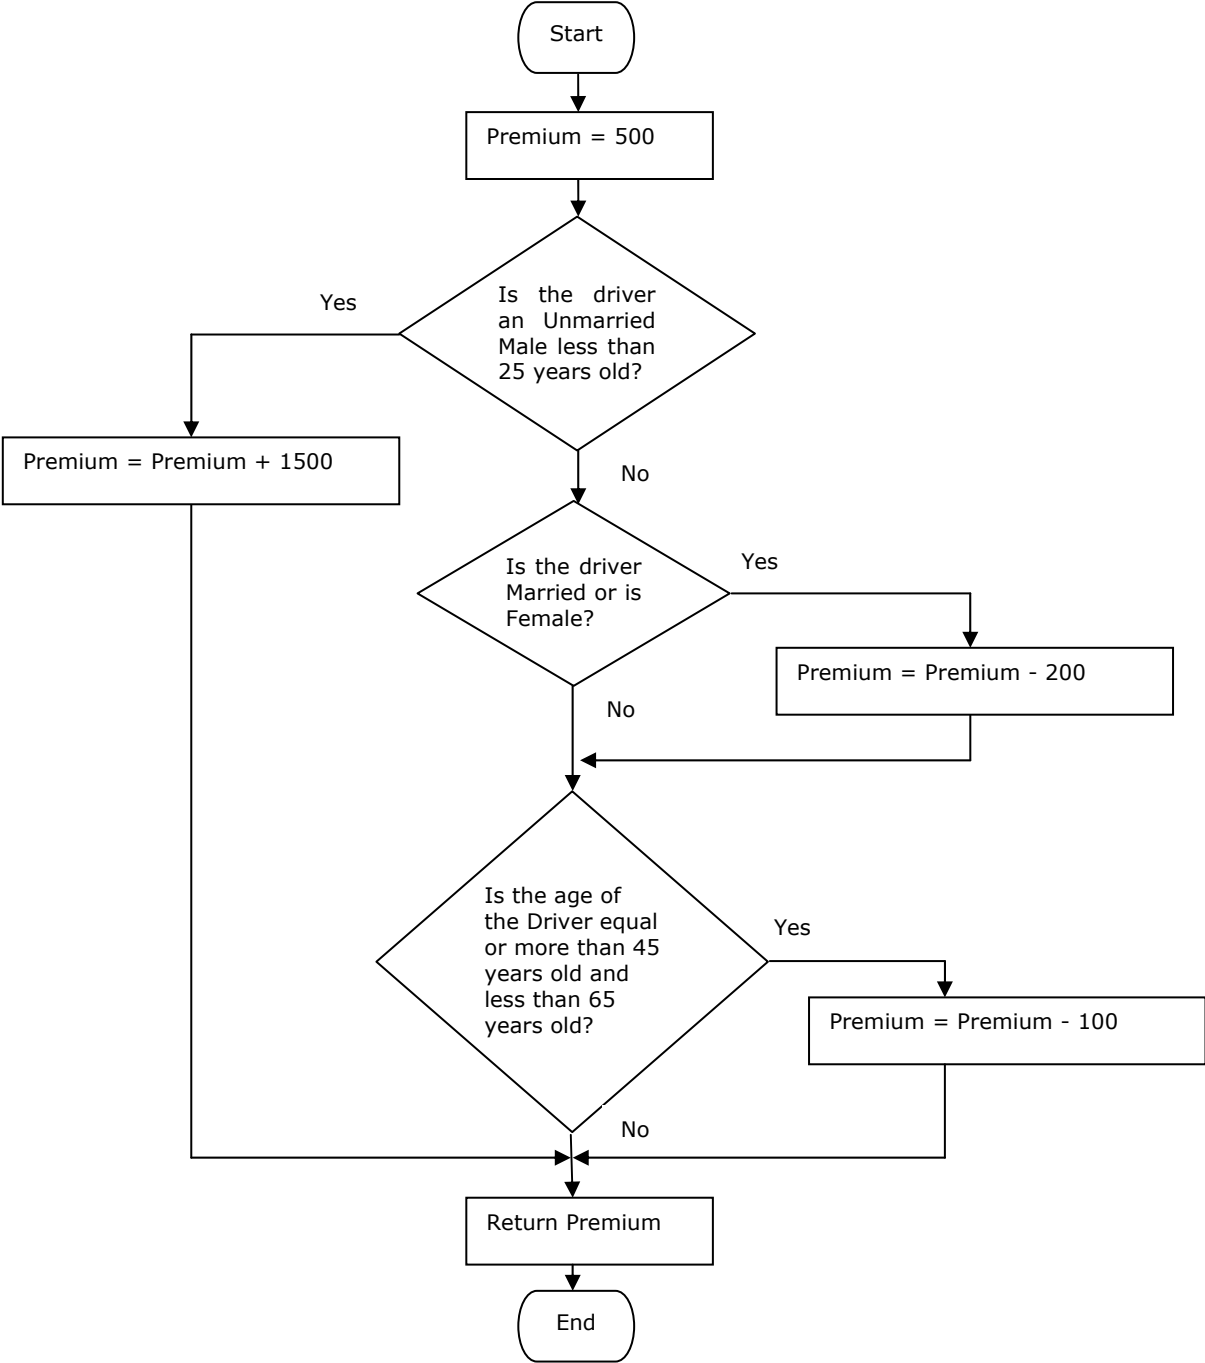 Start
Premium = 500
Yes
Is the driver
an Unmarried
Male less than
25 years old?
Premium = Premium + 1500
No
Is the driver
Married or is
Female?
Yes
Premium = Premium - 200
No
Is the age of
the Driver equal
or more than 45
years old and
less than 65
years old?
Yes
Premium = Premium - 100
No
Return Premium
End